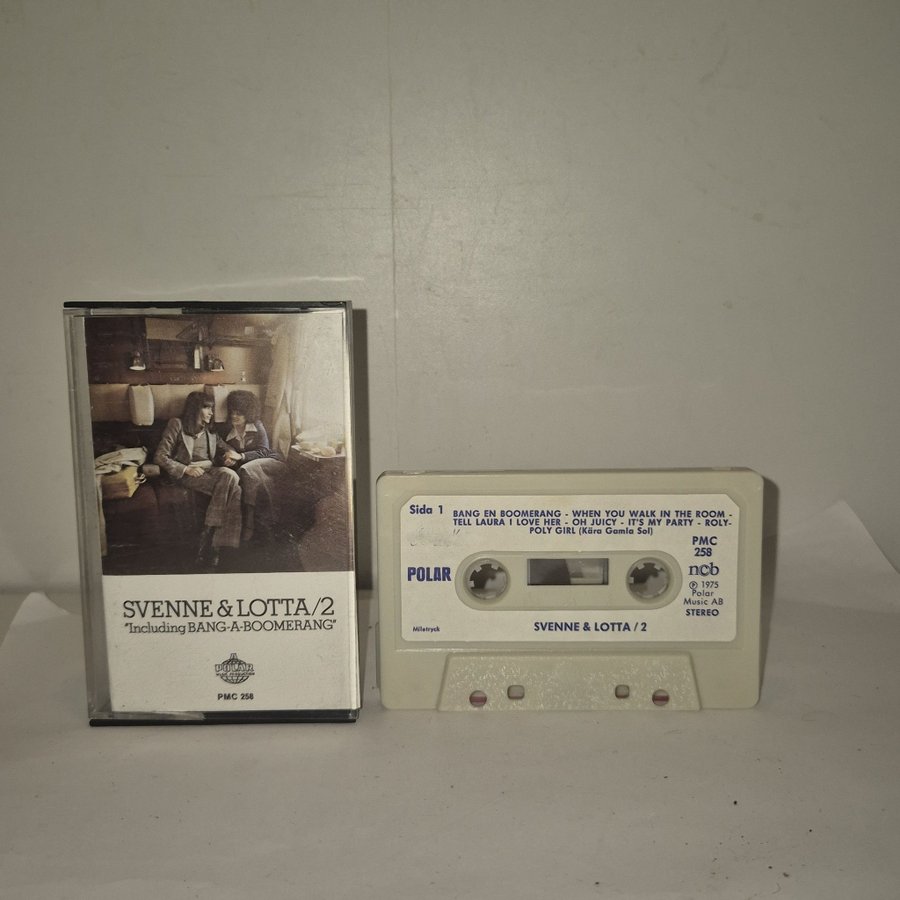 SVENNE & LOTTA/2
"Including BANG-A-BOOMERANG"
POLAR
PMC 258
Sida 1
BANG EN BOOMERANG - WHEN YOU WALK IN THE ROOM -
TELL LAURA I LOVE HER - OH JUICY - IT'S MY PARTY - ROLY-
POLY GIRL (Kära Gamla Sol)
POLAR
PMC
258
ncb
Ⓟ 1975
Polar
Music AB
STEREO
Miletryck
SVENNE & LOTTA / 2